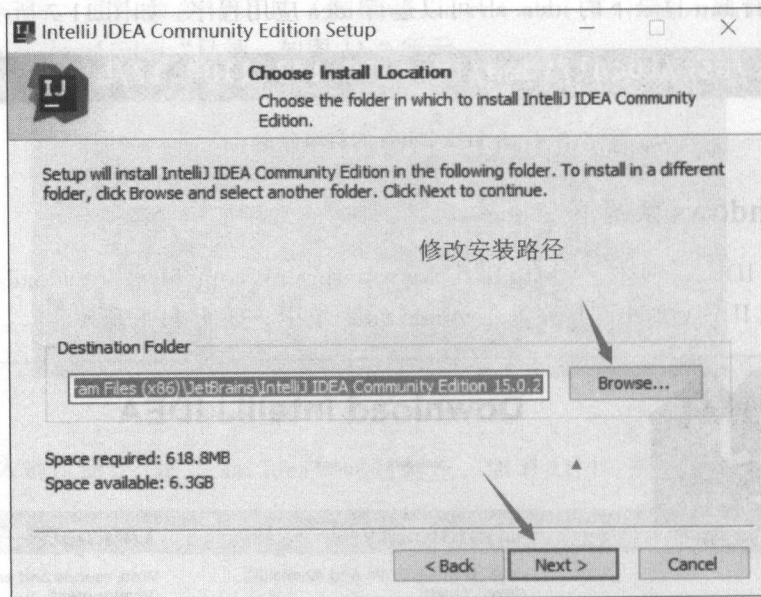 IntelliJ IDEA Community Edition Setup
IJ
Choose Install Location
Choose the folder in which to install IntelliJ IDEA Community
Edition.
Setup will install IntelliJ IDEA Community Edition in the following folder. To install in a different
folder, click Browse and select another folder. Click Next to continue.
修改安装路径
Destination Folder
ram Files (x86)\JetBrains\IntelliJ IDEA Community Edition 15.0.2
Browse...
Space required: 618.8MB
Space available: 6.3GB
< Back
Next >
Cancel